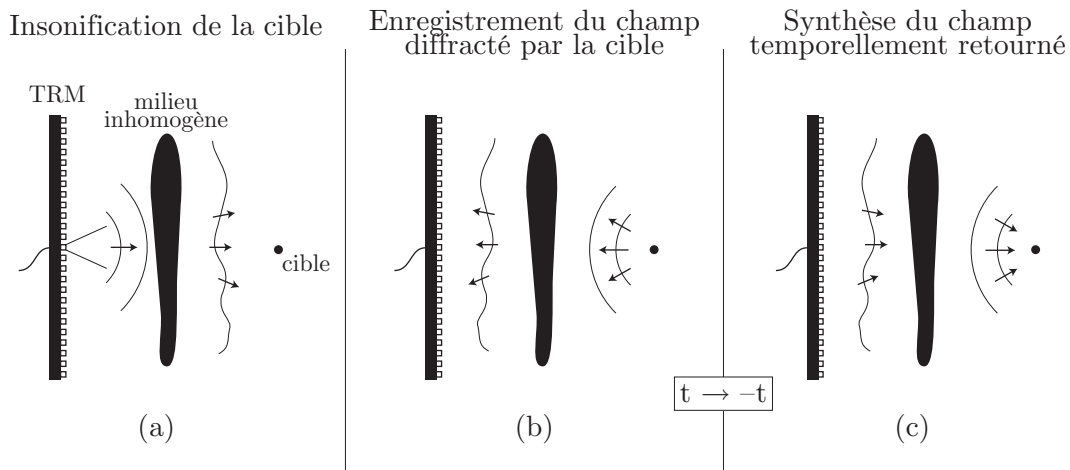 Insonification de la cible
Enregistrement du champ
diffracté par la cible
Synthèse du champ
temporellement retourné
TRM
milieu
inhomogène
cible
t → –t
(a)
(b)
(c)